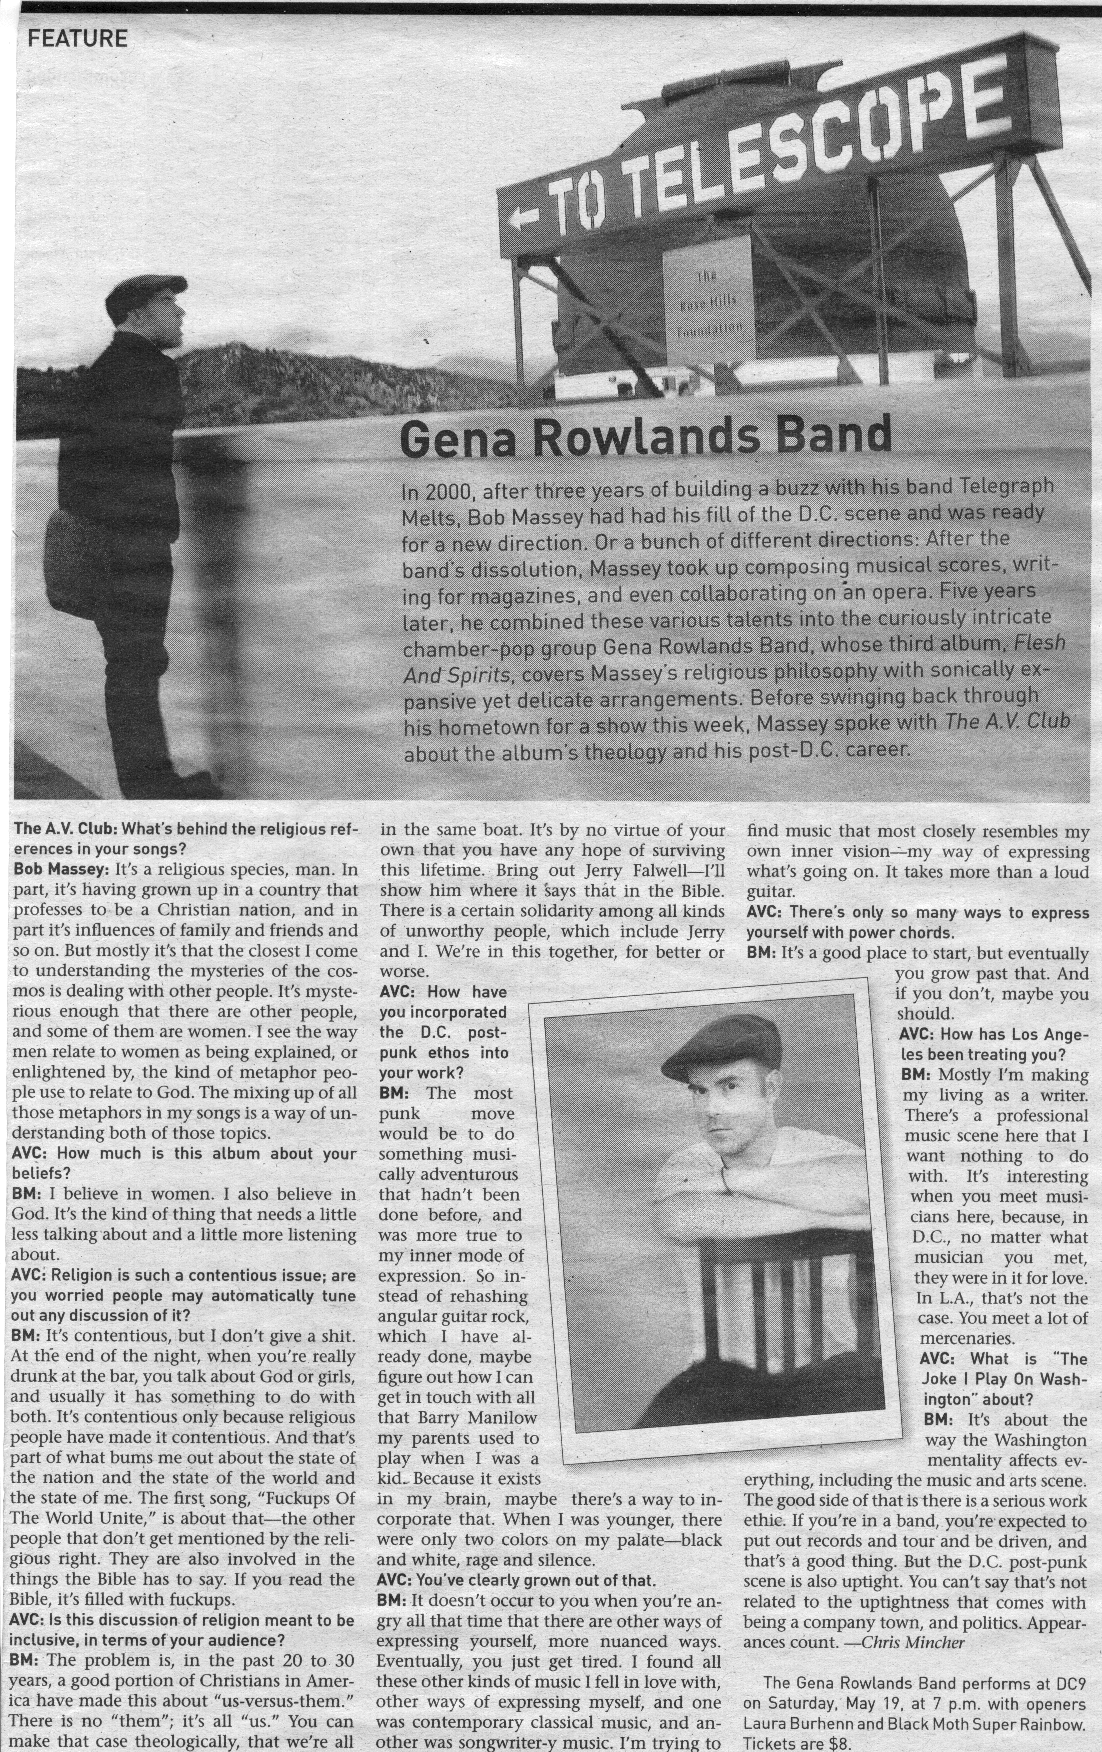 FEATURE
← TO TELESCOPE
The
Rose Hills
Foundation
Gena Rowlands Band
In 2000, after three years of building a buzz with his band Telegraph
Melts, Bob Massey had had his fill of the D.C. scene and was ready
for a new direction. Or a bunch of different directions: After the
band's dissolution, Massey took up composing musical scores, writ-
ing for magazines, and even collaborating on an opera. Five years
later, he combined these various talents into the curiously intricate
chamber-pop group Gena Rowlands Band, whose third album, Flesh
And Spirits, covers Massey's religious philosophy with sonically ex-
pansive yet delicate arrangements. Before swinging back through
his hometown for a show this week, Massey spoke with The A.V. Club
about the album's theology and his post-D.C. career.
The A.V. Club: What's behind the religious ref-
erences in your songs?
Bob Massey: It's a religious species, man. In
part, it's having grown up in a country that
professes to be a Christian nation, and in
part it's influences of family and friends and
so on. But mostly it's that the closest I come
to understanding the mysteries of the cos-
mos is dealing with other people. It's myste-
rious enough that there are other people,
and some of them are women. I see the way
men relate to women as being explained, or
enlightened by, the kind of metaphor peo-
ple use to relate to God. The mixing up of all
those metaphors in my songs is a way of un-
derstanding both of those topics.
AVC: How much is this album about your
beliefs?
BM: I believe in women. I also believe in
God. It's the kind of thing that needs a little
less talking about and a little more listening
about.
AVC: Religion is such a contentious issue; are
you worried people may automatically tune
out any discussion of it?
BM: It's contentious, but I don't give a shit.
At the end of the night, when you're really
drunk at the bar, you talk about God or girls,
and usually it has something to do with
both. It's contentious only because religious
people have made it contentious. And that's
part of what bums me out about the state of
the nation and the state of the world and
the state of me. The first song, "Fuckups Of
The World Unite," is about that—the other
people that don't get mentioned by the reli-
gious right. They are also involved in the
things the Bible has to say. If you read the
Bible, it's filled with fuckups.
AVC: Is this discussion of religion meant to be
inclusive, in terms of your audience?
BM: The problem is, in the past 20 to 30
years, a good portion of Christians in Amer-
ica have made this about "us-versus-them."
There is no "them"; it's all "us." You can
make that case theologically, that we're all
in the same boat. It's by no virtue of your
own that you have any hope of surviving
this lifetime. Bring out Jerry Falwell—I'll
show him where it says that in the Bible.
There is a certain solidarity among all kinds
of unworthy people, which include Jerry
and I. We're in this together, for better or
worse.
AVC: How have
you incorporated
the D.C. post-
punk ethos into
your work?
BM: The most
punk move
would be to do
something musi-
cally adventurous
that hadn't been
done before, and
was more true to
my inner mode of
expression. So in-
stead of rehashing
angular guitar rock,
which I have al-
ready done, maybe
figure out how I can
get in touch with all
that Barry Manilow
my parents used to
play when I was a
kid. Because it exists
in my brain, maybe there's a way to in-
corporate that. When I was younger, there
were only two colors on my palate—black
and white, rage and silence.
AVC: You've clearly grown out of that.
BM: It doesn't occur to you when you're an-
gry all that time that there are other ways of
expressing yourself, more nuanced ways.
Eventually, you just get tired. I found all
these other kinds of music I fell in love with,
other ways of expressing myself, and one
was contemporary classical music, and an-
other was songwriter-y music. I'm trying to
find music that most closely resembles my
own inner vision—my way of expressing
what's going on. It takes more than a loud
guitar.
AVC: There's only so many ways to express
yourself with power chords.
BM: It's a good place to start, but eventually
you grow past that. And
if you don't, maybe you
should.
AVC: How has Los Ange-
les been treating you?
BM: Mostly I'm making
my living as a writer.
There's a professional
music scene here that I
want nothing to do
with. It's interesting
when you meet musi-
cians here, because, in
D.C., no matter what
musician you met,
they were in it for love.
In L.A., that's not the
case. You meet a lot of
mercenaries.
AVC: What is "The
Joke I Play On Wash-
ington" about?
BM: It's about the
way the Washington
mentality affects ev-
erything, including the music and arts scene.
The good side of that is there is a serious work
ethic. If you're in a band, you're expected to
put out records and tour and be driven, and
that's a good thing. But the D.C. post-punk
scene is also uptight. You can't say that's not
related to the uptightness that comes with
being a company town, and politics. Appear-
ances count. —Chris Mincher
The Gena Rowlands Band performs at DC9
on Saturday, May 19, at 7 p.m. with openers
Laura Burhenn and Black Moth Super Rainbow.
Tickets are $8.